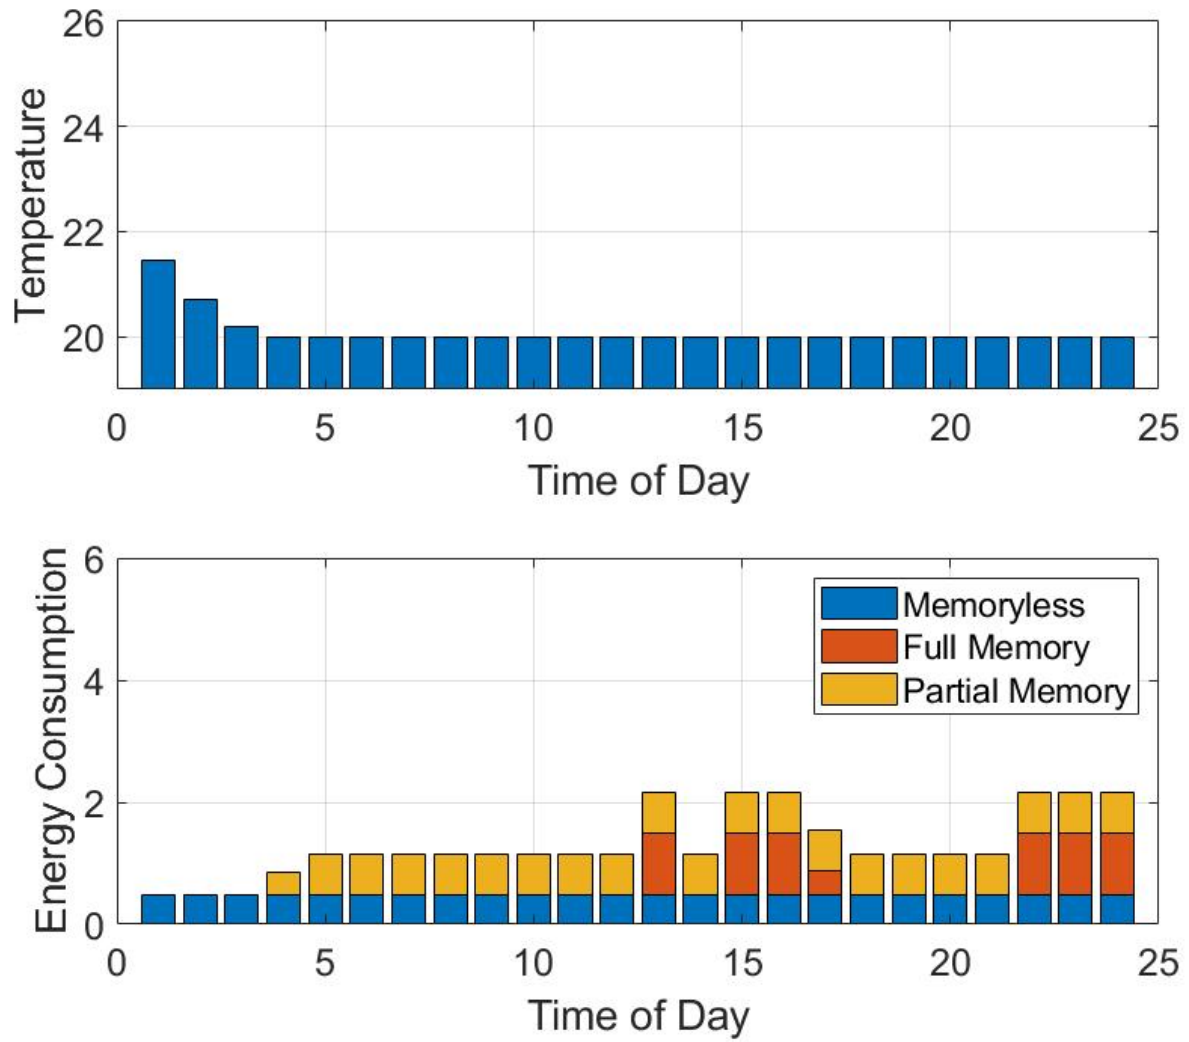 26
24
22
20
Temperature
0 5 10 15 20 25
Time of Day
6
4
2
0
Energy Consumption
Memoryless
Full Memory
Partial Memory
0 5 10 15 20 25
Time of Day